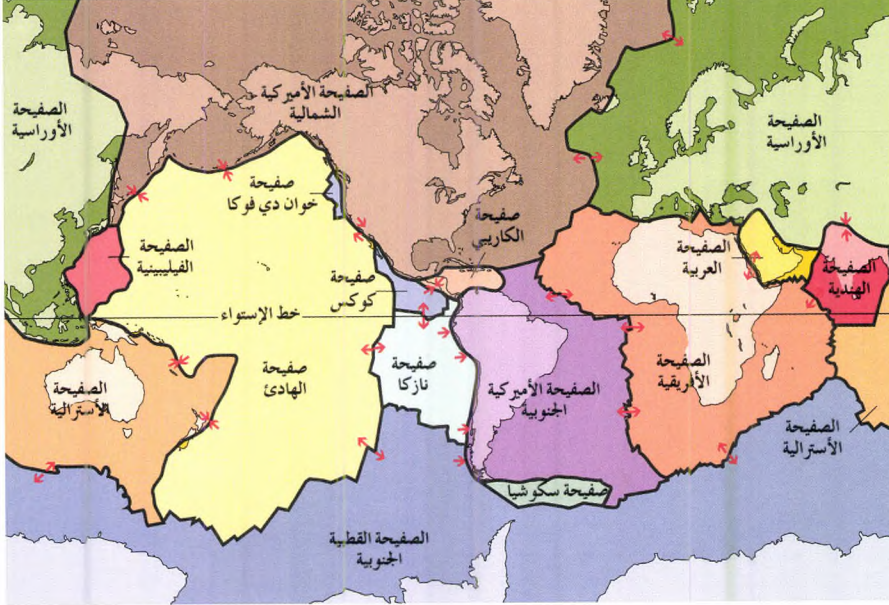 الصفيحة الأميركية
الشمالية
الصفيحة
الأوراسية
الصفيحة
الأوراسية
صفيحة
خوان دي فوكا
صفيحة
الكاريبي
الصفيحة
الفيليبينية
صفيحة
كوكس
الصفيحة
العربية
الصفيحة
الهندية
خط الإستواء
الصفيحة
الأسترالية
صفيحة
الهادئ
صفيحة
نازكا
الصفيحة الأميركية
الجنوبية
الصفيحة
الأفريقية
الصفيحة
الأسترالية
صفيحة سكوشيا
الصفيحة القطبية
الجنوبية